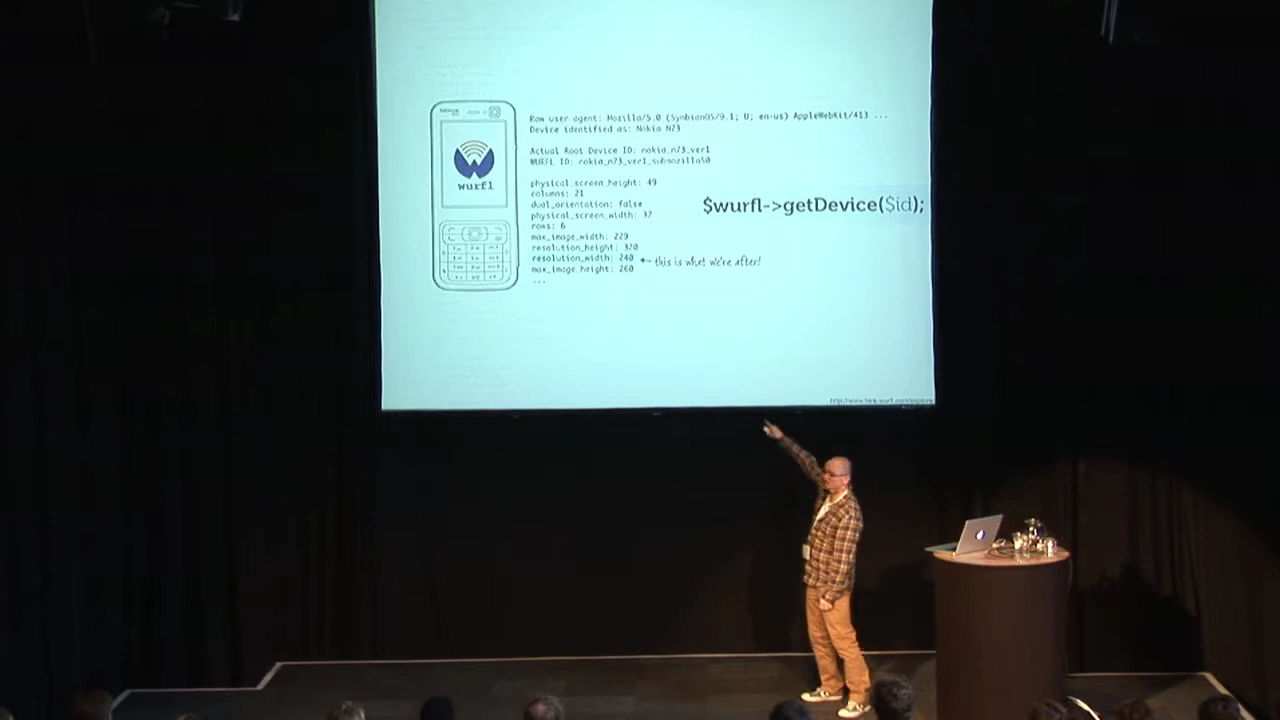 NOKIA
wurfl
Raw user agent: Mozilla/5.0 (SymbianOS/9.1; U; en-us) AppleWebKit/413 ...
Device identified as: Nokia N73
Actual Root Device ID: nokia_n73_ver1
WURFL ID: nokia_n73_ver1_submozilla50
physical_screen_height: 49
columns: 21
dual_orientation: false
physical_screen_width: 37
rows: 6
max_image_width: 229
resolution_height: 320
resolution_width: 240
this is what we're after!
max_image_height: 260
...
$wurfl->getDevice($id);